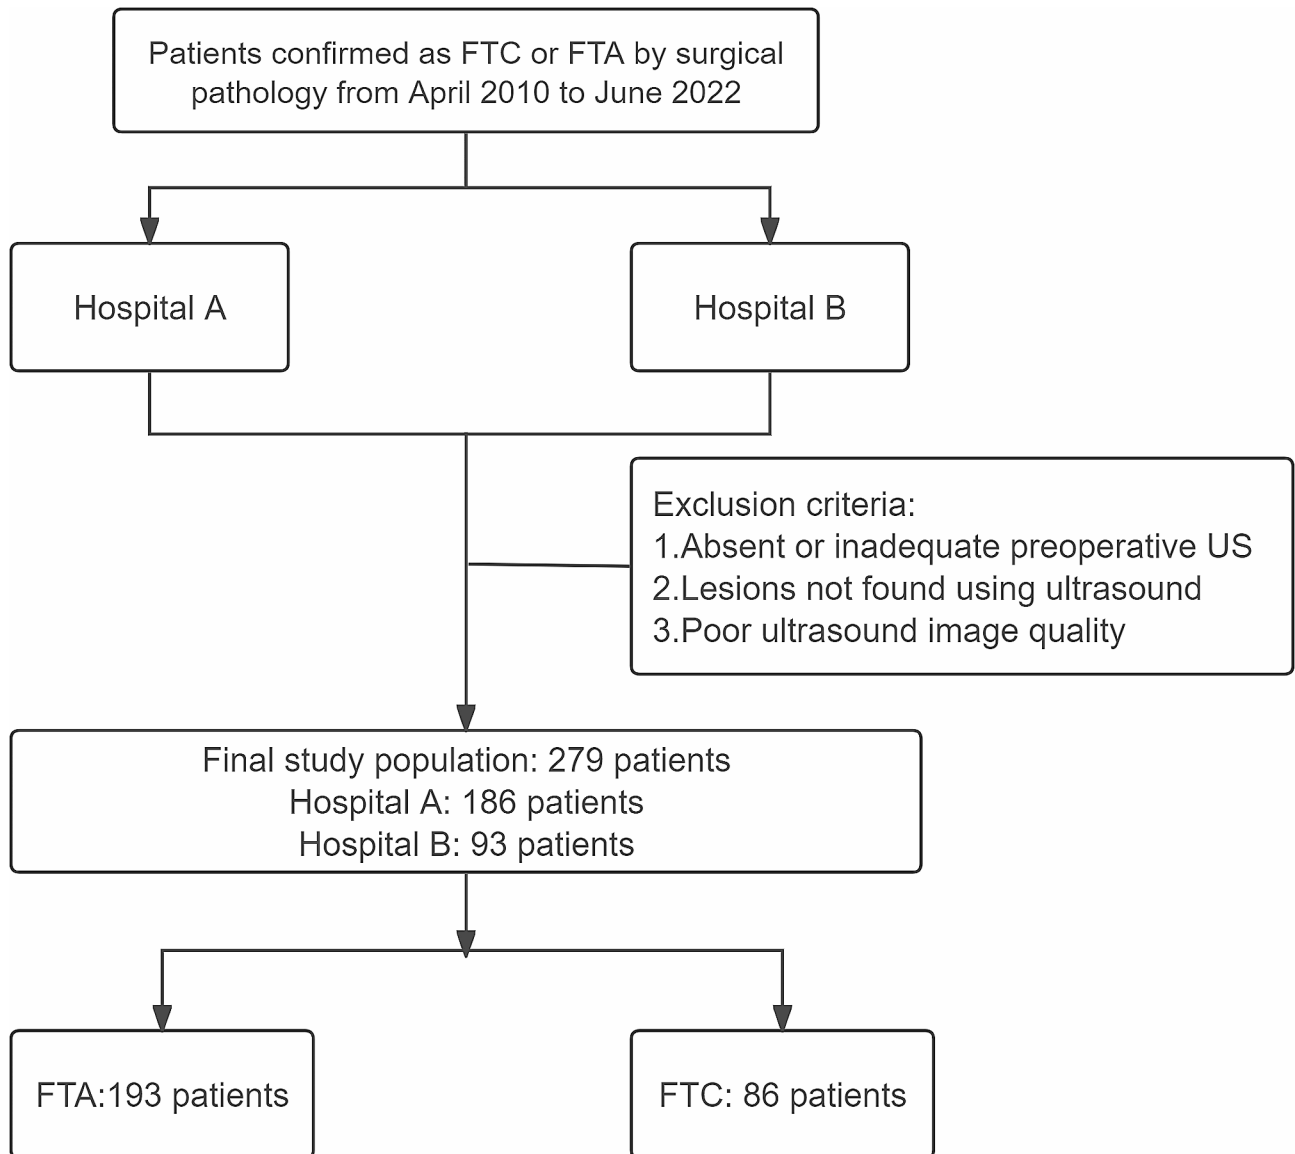 Patients confirmed as FTC or FTA by surgical
pathology from April 2010 to June 2022
Hospital A
Hospital B
Exclusion criteria:
1.Absent or inadequate preoperative US
2.Lesions not found using ultrasound
3.Poor ultrasound image quality
Final study population: 279 patients
Hospital A: 186 patients
Hospital B: 93 patients
FTA:193 patients
FTC: 86 patients